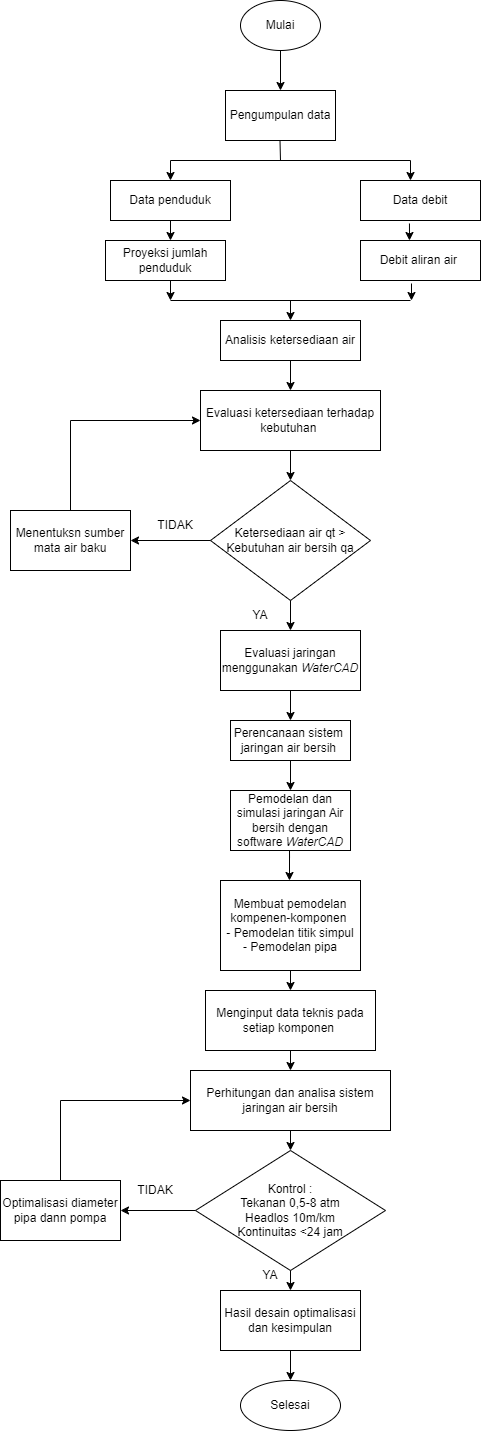 Mulai
Pengumpulan data
Data penduduk
Data debit
Proyeksi jumlah
penduduk
Debit aliran air
Analisis ketersediaan air
Evaluasi ketersediaan terhadap
kebutuhan
Menentuksn sumber
mata air baku
TIDAK
Ketersediaan air qt >
Kebutuhan air bersih qa
YA
Evaluasi jaringan
menggunakan WaterCAD
Perencanaan sistem
jaringan air bersih
Pemodelan dan
simulasi jaringan Air
bersih dengan
software WaterCAD
Membuat pemodelan
kompenen-komponen
- Pemodelan titik simpul
- Pemodelan pipa
Menginput data teknis pada
setiap komponen
Perhitungan dan analisa sistem
jaringan air bersih
Optimalisasi diameter
pipa dann pompa
TIDAK
Kontrol :
Tekanan 0,5-8 atm
Headlos 10m/km
Kontinuitas <24 jam
YA
Hasil desain optimalisasi
dan kesimpulan
Selesai